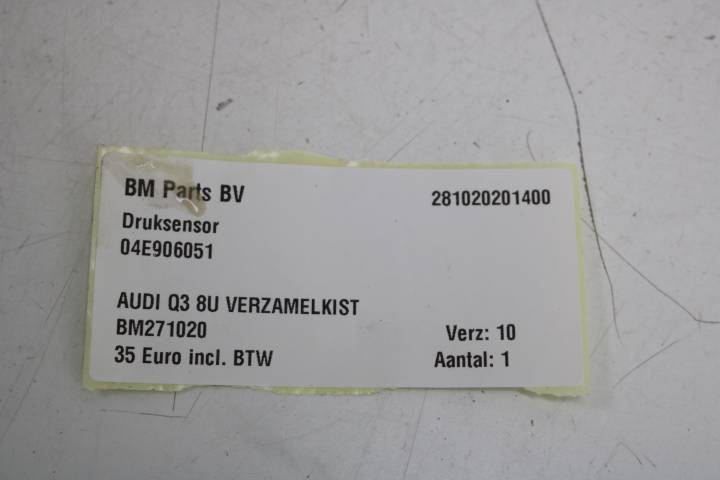 BM Parts BV 281020201400
Druksensor
04E906051
AUDI Q3 8U VERZAMELKIST
BM271020 Verz: 10
35 Euro incl. BTW Aantal: 1